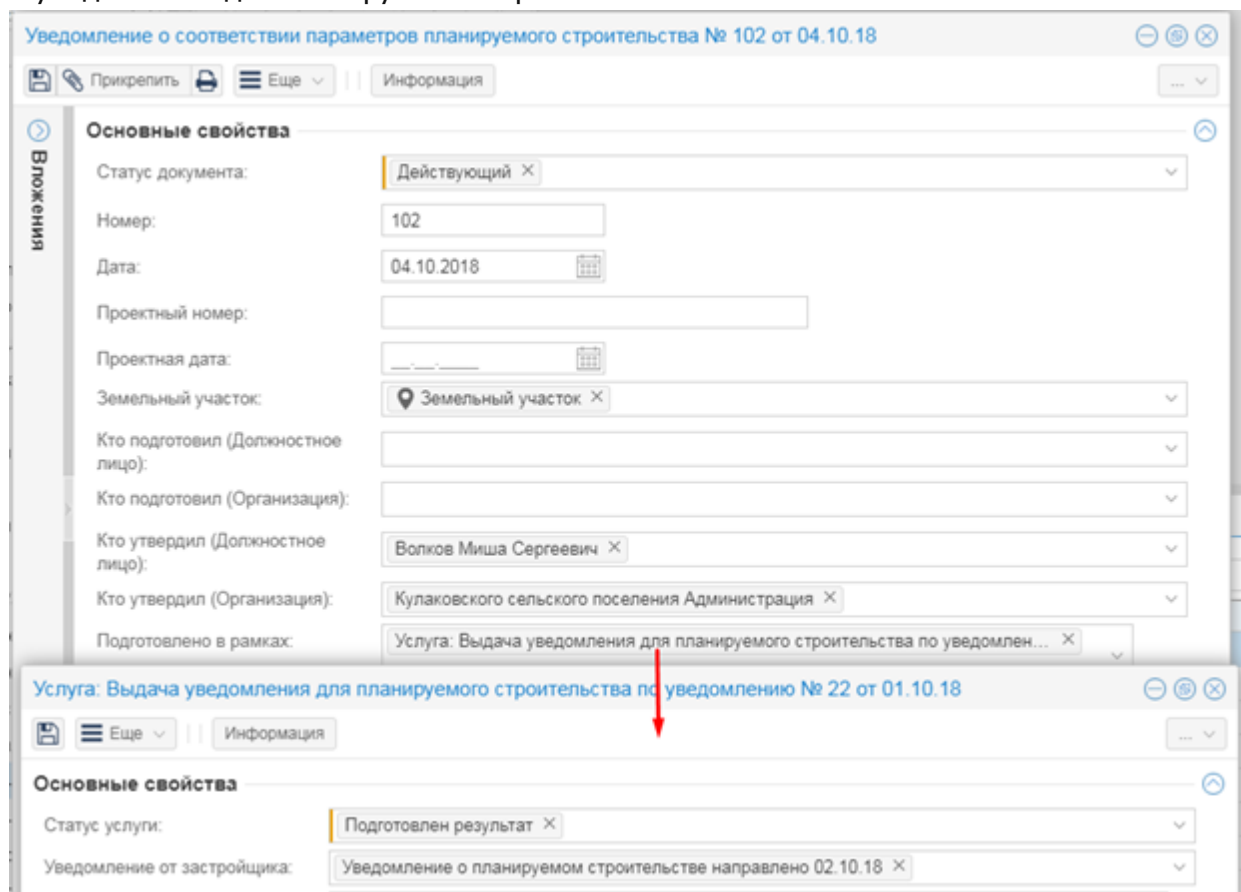 Уведомление о соответствии параметров планируемого строительства № 102 от 04.10.18
Прикрепить Еще Информация ...
Вложения
Основные свойства
Статус документа: Действующий ×
Номер: 102
Дата: 04.10.2018
Проектный номер:
Проектная дата: __.__.____
Земельный участок: Земельный участок ×
Кто подготовил (Должностное
лицо):
Кто подготовил (Организация):
Кто утвердил (Должностное
лицо): Волков Миша Сергеевич ×
Кто утвердил (Организация): Кулаковского сельского поселения Администрация ×
Подготовлено в рамках: Услуга: Выдача уведомления для планируемого строительства по уведомлен... ×
Услуга: Выдача уведомления для планируемого строительства по уведомлению № 22 от 01.10.18
Еще Информация ...
Основные свойства
Статус услуги: Подготовлен результат ×
Уведомление от застройщика: Уведомление о планируемом строительстве направлено 02.10.18 ×